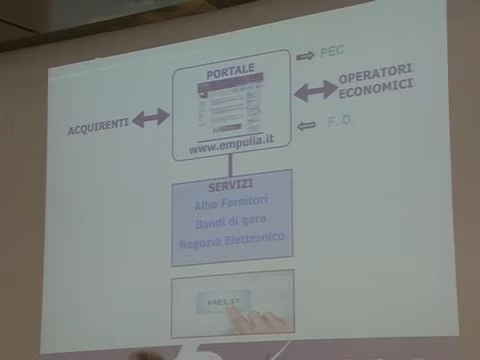 PORTALE
PEC
ACQUIRENTI
OPERATORI
ECONOMICI
F. D.
www.empulia.it
SERVIZI
Albo Fornitori
Bandi di gara
Negozio Elettronico
HELP